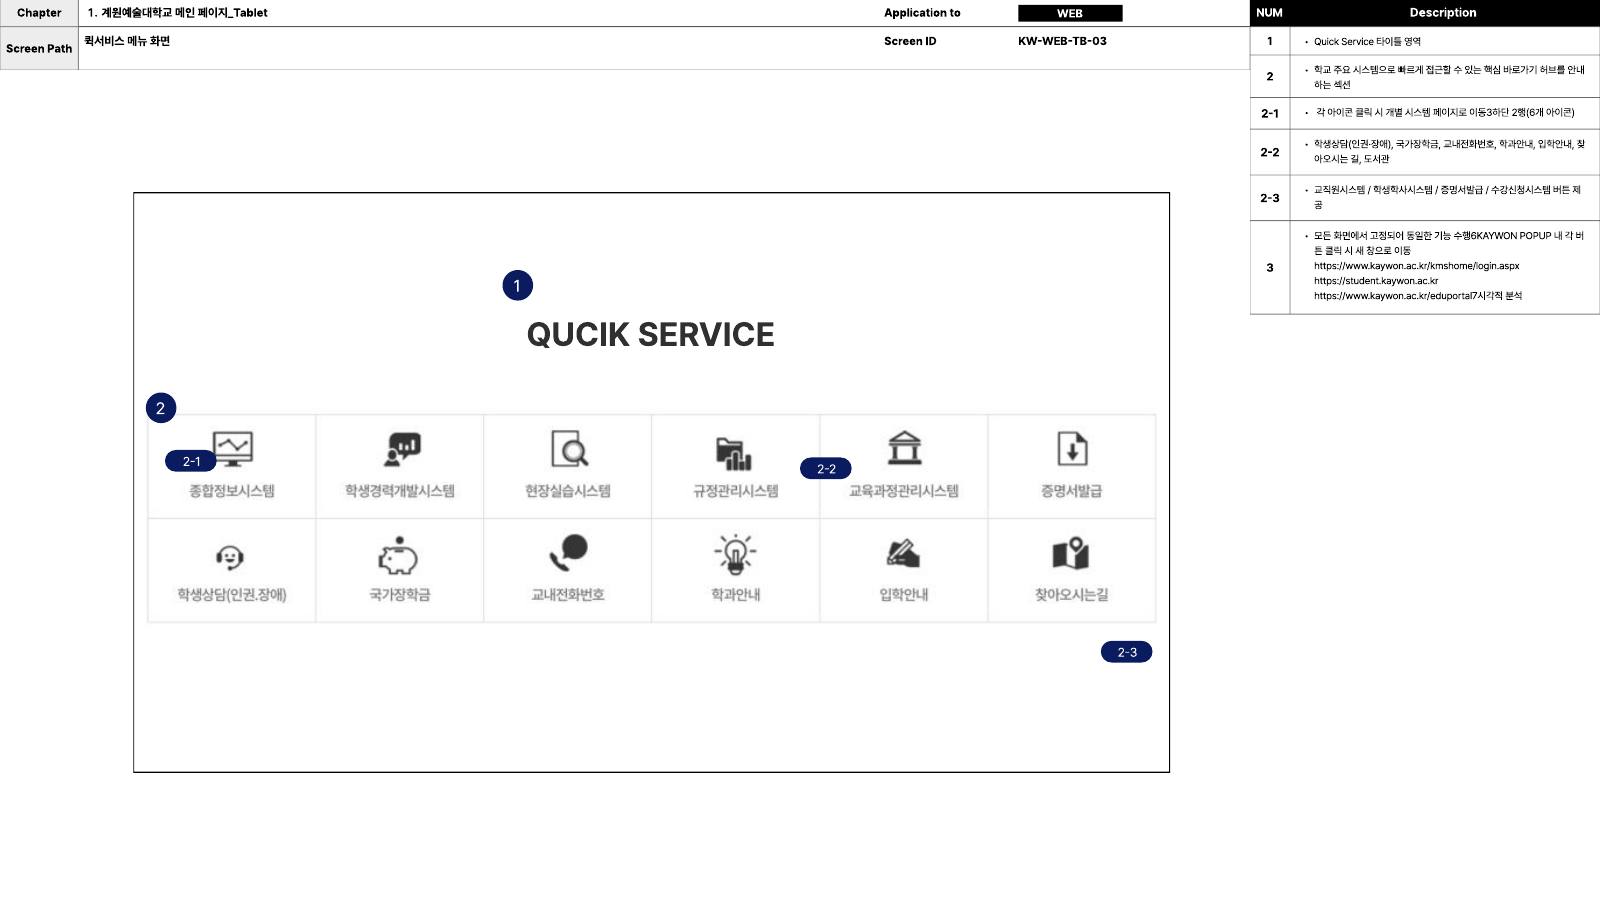 Chapter
1. 계원예술대학교 메인 페이지_Tablet
Application to
WEB
Screen Path
퀵서비스 메뉴 화면
Screen ID
KW-WEB-TB-03
NUM
Description
1
• Quick Service 타이틀 영역
2
• 학교 주요 시스템으로 빠르게 접근할 수 있는 핵심 바로가기 허브를 안내
하는 섹션
2-1
• 각 아이콘 클릭 시 개별 시스템 페이지로 이동3하단 2행(6개 아이콘)
2-2
• 학생상담(인권·장애), 국가장학금, 교내전화번호, 학과안내, 입학안내, 찾
아오시는 길, 도서관
2-3
• 교직원시스템 / 학생학사시스템 / 증명서발급 / 수강신청시스템 버튼 제
공
3
• 모든 화면에서 고정되어 동일한 기능 수행6KAYWON POPUP 내 각 버
튼 클릭 시 새 창으로 이동
https://www.kaywon.ac.kr/kmshome/login.aspx
https://student.kaywon.ac.kr
https://www.kaywon.ac.kr/eduportal7시각적 분석
1
QUCIK SERVICE
2
2-1
2-2
종합정보시스템
학생경력개발시스템
현장실습시스템
규정관리시스템
교육과정관리시스템
증명서발급
학생상담(인권.장애)
국가장학금
교내전화번호
학과안내
입학안내
찾아오시는길
2-3